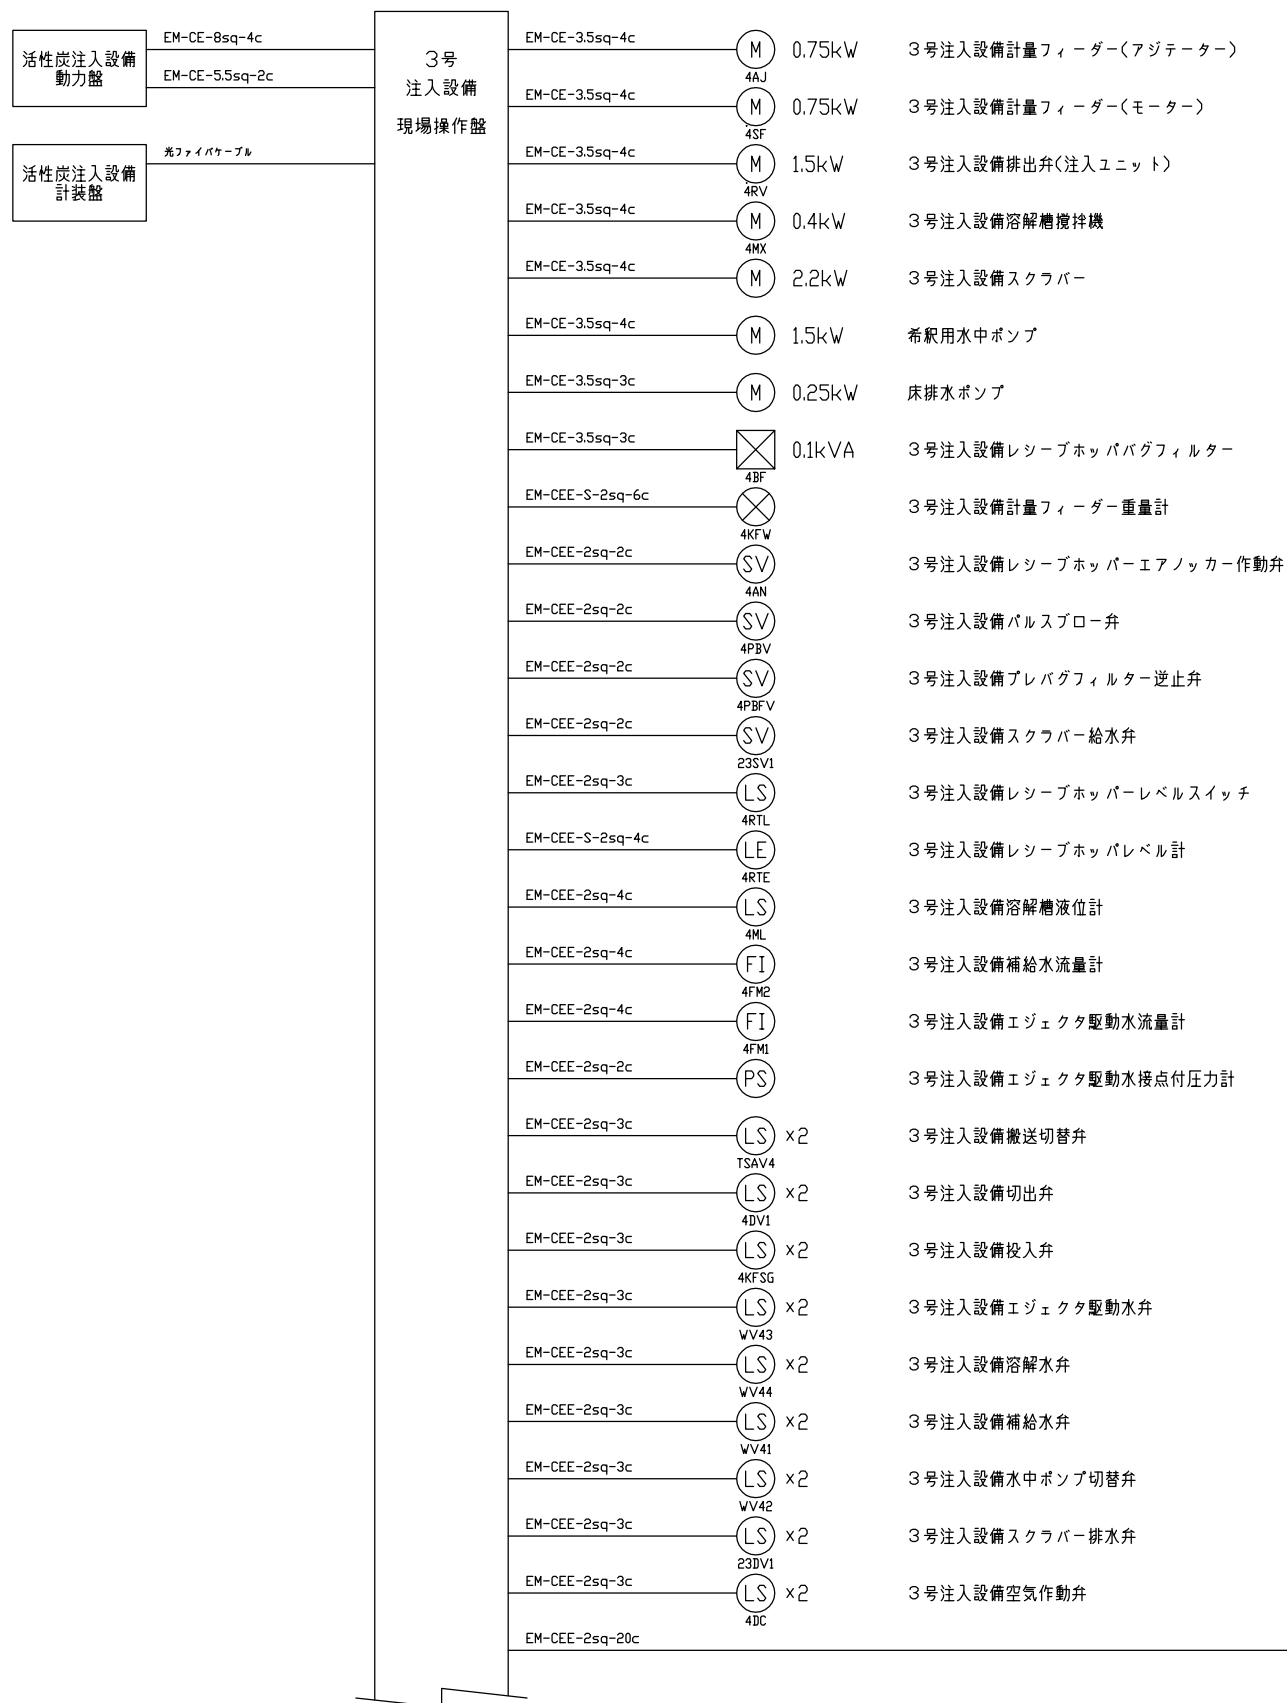 活性炭注入設備
動力盤
EM-CE-8sq-4c
EM-CE-5.5sq-2c
活性炭注入設備
計装盤
光ファイバケーブル
3号
注入設備
現場操作盤
EM-CE-3.5sq-4c M 0.75kW 3号注入設備計量フィーダー(アジテーター)
4AJ
EM-CE-3.5sq-4c M 0.75kW 3号注入設備計量フィーダー(モーター)
4SF
EM-CE-3.5sq-4c M 1.5kW 3号注入設備排出弁(注入ユニット)
4RV
EM-CE-3.5sq-4c M 0.4kW 3号注入設備溶解槽撹拌機
4MX
EM-CE-3.5sq-4c M 2.2kW 3号注入設備スクラバー
EM-CE-3.5sq-4c M 1.5kW 希釈用水中ポンプ
EM-CE-3.5sq-3c M 0.25kW 床排水ポンプ
EM-CE-3.5sq-3c 0.1kVA 3号注入設備レシーブホッパバグフィルター
4BF
EM-CEE-S-2sq-6c 3号注入設備計量フィーダー重量計
4KFW
EM-CEE-2sq-2c SV 3号注入設備レシーブホッパーエアノッカー作動弁
4AN
EM-CEE-2sq-2c SV 3号注入設備パルスブロー弁
4PBV
EM-CEE-2sq-2c SV 3号注入設備プレバグフィルター逆止弁
4PBFV
EM-CEE-2sq-2c SV 3号注入設備スクラバー給水弁
23SV1
EM-CEE-2sq-3c LS 3号注入設備レシーブホッパーレベルスイッチ
4RTL
EM-CEE-S-2sq-4c LE 3号注入設備レシーブホッパレベル計
4RTE
EM-CEE-2sq-4c LS 3号注入設備溶解槽液位計
4ML
EM-CEE-2sq-4c FI 3号注入設備補給水流量計
4FM2
EM-CEE-2sq-4c FI 3号注入設備エジェクタ駆動水流量計
4FM1
EM-CEE-2sq-2c PS 3号注入設備エジェクタ駆動水接点付圧力計
EM-CEE-2sq-3c LS ×2 3号注入設備搬送切替弁
TSAV4
EM-CEE-2sq-3c LS ×2 3号注入設備切出弁
4DV1
EM-CEE-2sq-3c LS ×2 3号注入設備投入弁
4KFSG
EM-CEE-2sq-3c LS ×2 3号注入設備エジェクタ駆動水弁
WV43
EM-CEE-2sq-3c LS ×2 3号注入設備溶解水弁
WV44
EM-CEE-2sq-3c LS ×2 3号注入設備補給水弁
WV41
EM-CEE-2sq-3c LS ×2 3号注入設備水中ポンプ切替弁
WV42
EM-CEE-2sq-3c LS ×2 3号注入設備スクラバー排水弁
23DV1
EM-CEE-2sq-3c LS ×2 3号注入設備空気作動弁
4DC
EM-CEE-2sq-20c